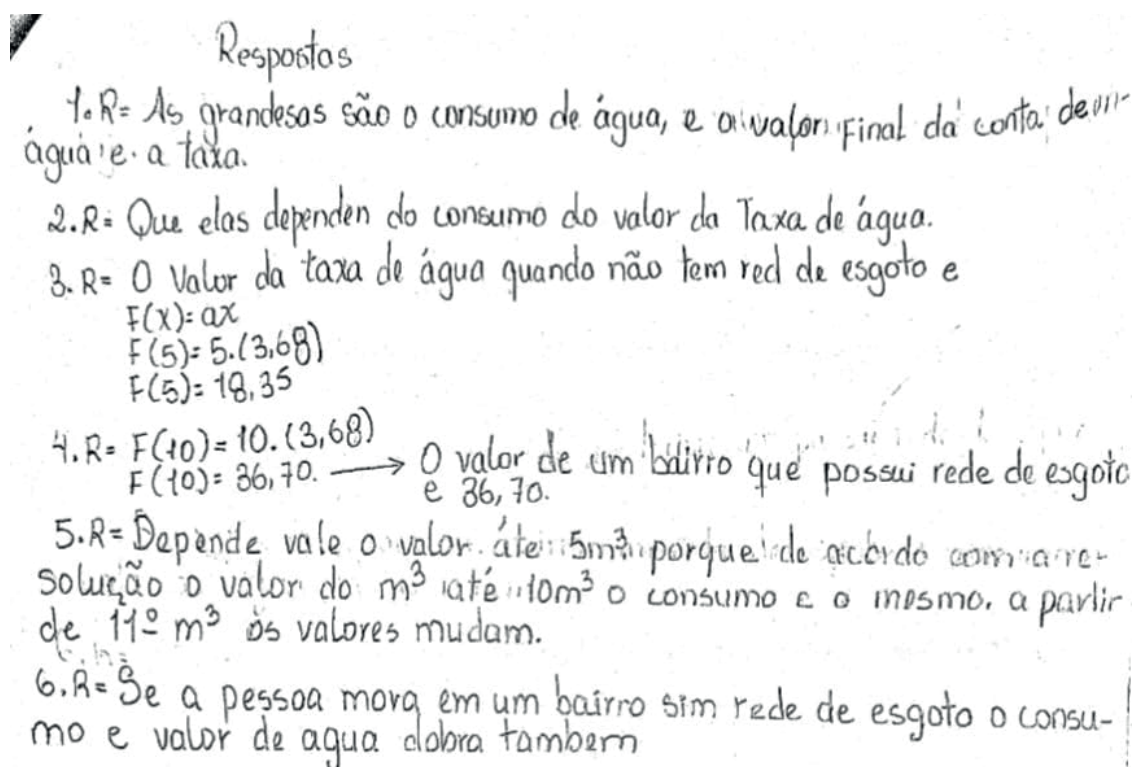 Respostas
1. R= As grandesas são o consumo de água, e o valor Final da conta de
água e a taxa.
2. R= Que elas dependen do consumo do valor da Taxa de água.
3. R= O Valor da taxa de água quando não tem red de esgoto e
F(x)= ax
F(5)= 5.(3,68)
F(5)= 18,35
4. R= F(10)= 10.(3,68)
F(10)= 36,70. → O valor de um bairro que possui rede de esgoto
e 36,70.
5. R= Depende vale o valor áte 5m³ porque de acordo com a re-
solução o valor do m³ até 10m³ o consumo e o mesmo. a partir
de 11º m³ os valores mudam.
6. R= Se a pessoa mora em um bairro sim rede de esgoto o consu-
mo e valor de agua dobra tambem